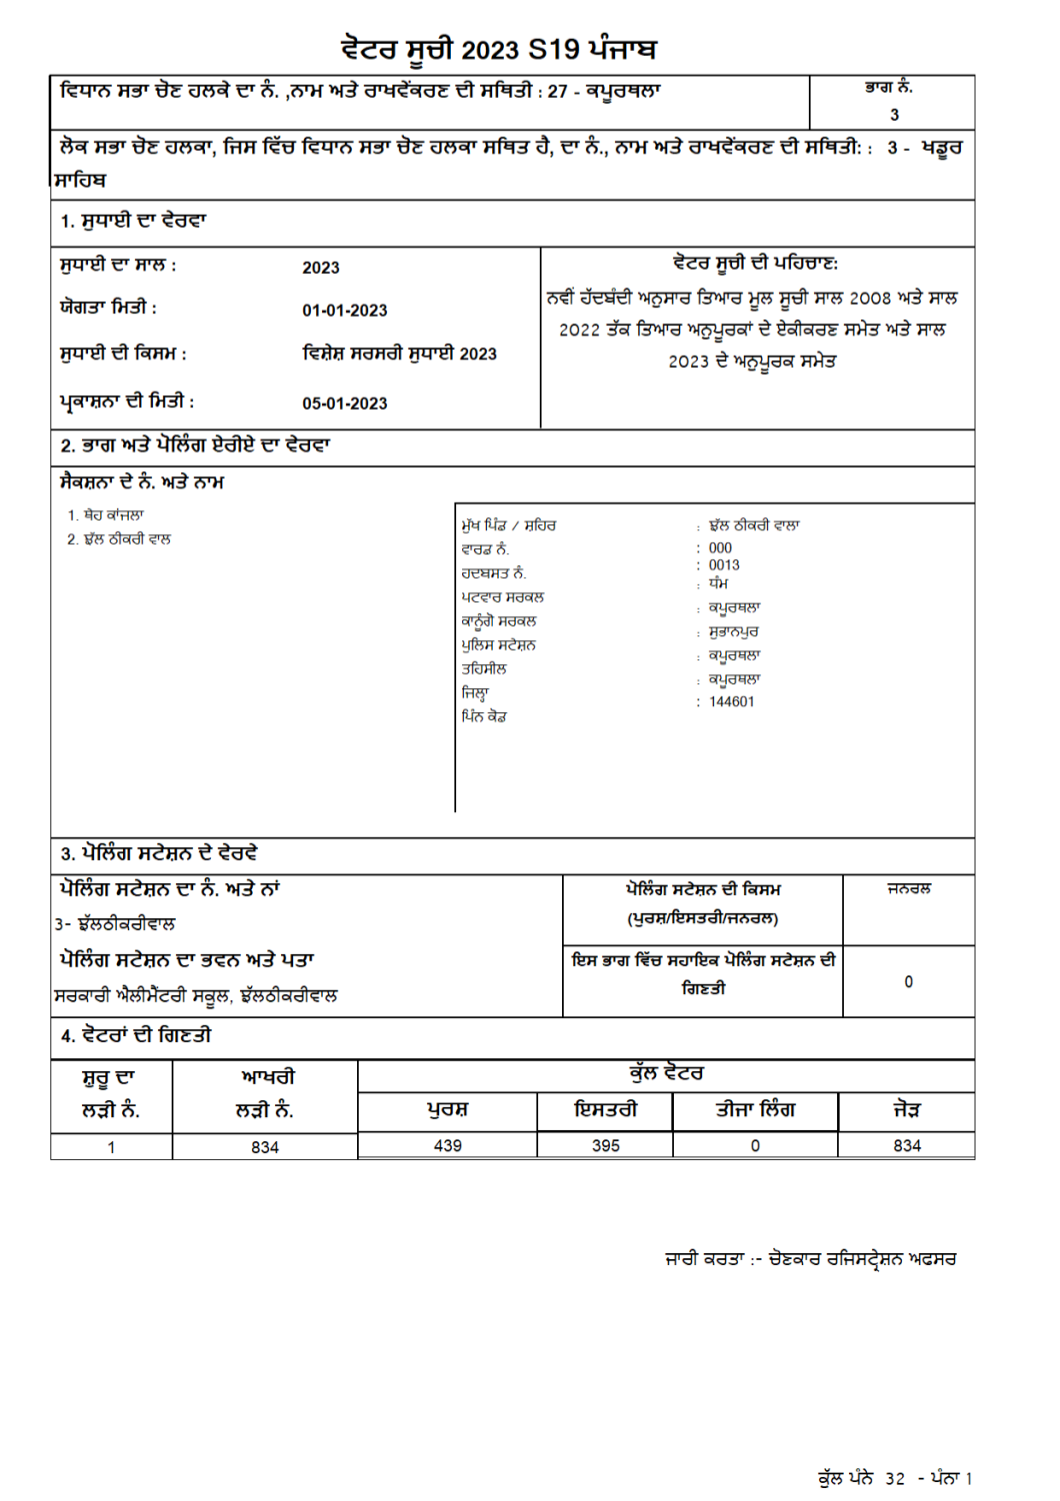 ਵੋਟਰ ਸੂਚੀ 2023 S19 ਪੰਜਾਬ
ਵਿਧਾਨ ਸਭਾ ਚੋਣ ਹਲਕੇ ਦਾ ਨੰ. ,ਨਾਮ ਅਤੇ ਰਾਖਵੇਂਕਰਣ ਦੀ ਸਥਿਤੀ : 27 - ਕਪੂਰਥਲਾ
ਭਾਗ ਨੰ.
3
ਲੋਕ ਸਭਾ ਚੋਣ ਹਲਕਾ, ਜਿਸ ਵਿੱਚ ਵਿਧਾਨ ਸਭਾ ਚੋਣ ਹਲਕਾ ਸਥਿਤ ਹੈ, ਦਾ ਨੰ., ਨਾਮ ਅਤੇ ਰਾਖਵੇਂਕਰਣ ਦੀ ਸਥਿਤੀ: : 3 - ਖਡੂਰ
ਸਾਹਿਬ
1. ਸੁਧਾਈ ਦਾ ਵੇਰਵਾ
ਸੁਧਾਈ ਦਾ ਸਾਲ : 2023
ਯੋਗਤਾ ਮਿਤੀ : 01-01-2023
ਸੁਧਾਈ ਦੀ ਕਿਸਮ : ਵਿਸ਼ੇਸ਼ ਸਰਸਰੀ ਸੁਧਾਈ 2023
ਪ੍ਰਕਾਸ਼ਨਾ ਦੀ ਮਿਤੀ : 05-01-2023
ਵੋਟਰ ਸੂਚੀ ਦੀ ਪਹਿਚਾਣ:
ਨਵੀਂ ਹੱਦਬੰਦੀ ਅਨੁਸਾਰ ਤਿਆਰ ਮੂਲ ਸੂਚੀ ਸਾਲ 2008 ਅਤੇ ਸਾਲ
2022 ਤੱਕ ਤਿਆਰ ਅਨੁਪੂਰਕਾਂ ਦੇ ਏਕੀਕਰਣ ਸਮੇਤ ਅਤੇ ਸਾਲ
2023 ਦੇ ਅਨੁਪੂਰਕ ਸਮੇਤ
2. ਭਾਗ ਅਤੇ ਪੋਲਿੰਗ ਏਰੀਏ ਦਾ ਵੇਰਵਾ
ਸੈਕਸ਼ਨਾ ਦੇ ਨੰ. ਅਤੇ ਨਾਮ
1. ਥੇਹ ਕਾਂਜਲਾ
2. ਝੱਲ ਠੀਕਰੀ ਵਾਲ
ਮੁੱਖ ਪਿੰਡ / ਸ਼ਹਿਰ : ਝੱਲ ਠੀਕਰੀ ਵਾਲਾ
ਵਾਰਡ ਨੰ. : 000
ਹਦਬਸਤ ਨੰ. : 0013
ਪਟਵਾਰ ਸਰਕਲ : ਧੰਮ
ਕਾਨੂੰਗੋ ਸਰਕਲ : ਕਪੂਰਥਲਾ
ਪੁਲਿਸ ਸਟੇਸ਼ਨ : ਸੁਭਾਨਪੁਰ
ਤਹਿਸੀਲ : ਕਪੂਰਥਲਾ
ਜਿਲ੍ਹਾ : ਕਪੂਰਥਲਾ
ਪਿੰਨ ਕੋਡ : 144601
3. ਪੋਲਿੰਗ ਸਟੇਸ਼ਨ ਦੇ ਵੇਰਵੇ
ਪੋਲਿੰਗ ਸਟੇਸ਼ਨ ਦਾ ਨੰ. ਅਤੇ ਨਾਂ
3- ਝੱਲਠੀਕਰੀਵਾਲ
ਪੋਲਿੰਗ ਸਟੇਸ਼ਨ ਦਾ ਭਵਨ ਅਤੇ ਪਤਾ
ਸਰਕਾਰੀ ਐਲੀਮੈਂਟਰੀ ਸਕੂਲ, ਝੱਲਠੀਕਰੀਵਾਲ
ਪੋਲਿੰਗ ਸਟੇਸ਼ਨ ਦੀ ਕਿਸਮ
(ਪੁਰਸ਼/ਇਸਤਰੀ/ਜਨਰਲ)
ਜਨਰਲ
ਇਸ ਭਾਗ ਵਿੱਚ ਸਹਾਇਕ ਪੋਲਿੰਗ ਸਟੇਸ਼ਨ ਦੀ
ਗਿਣਤੀ
0
4. ਵੋਟਰਾਂ ਦੀ ਗਿਣਤੀ
ਸ਼ੁਰੂ ਦਾ
ਲੜੀ ਨੰ.
ਆਖਰੀ
ਲੜੀ ਨੰ.
ਕੁੱਲ ਵੋਟਰ
ਪੁਰਸ਼ ਇਸਤਰੀ ਤੀਜਾ ਲਿੰਗ ਜੋੜ
1 834 439 395 0 834
ਜਾਰੀ ਕਰਤਾ :- ਚੋਣਕਾਰ ਰਜਿਸਟ੍ਰੇਸ਼ਨ ਅਫਸਰ
ਕੁੱਲ ਪੰਨੇ 32 - ਪੰਨਾ 1